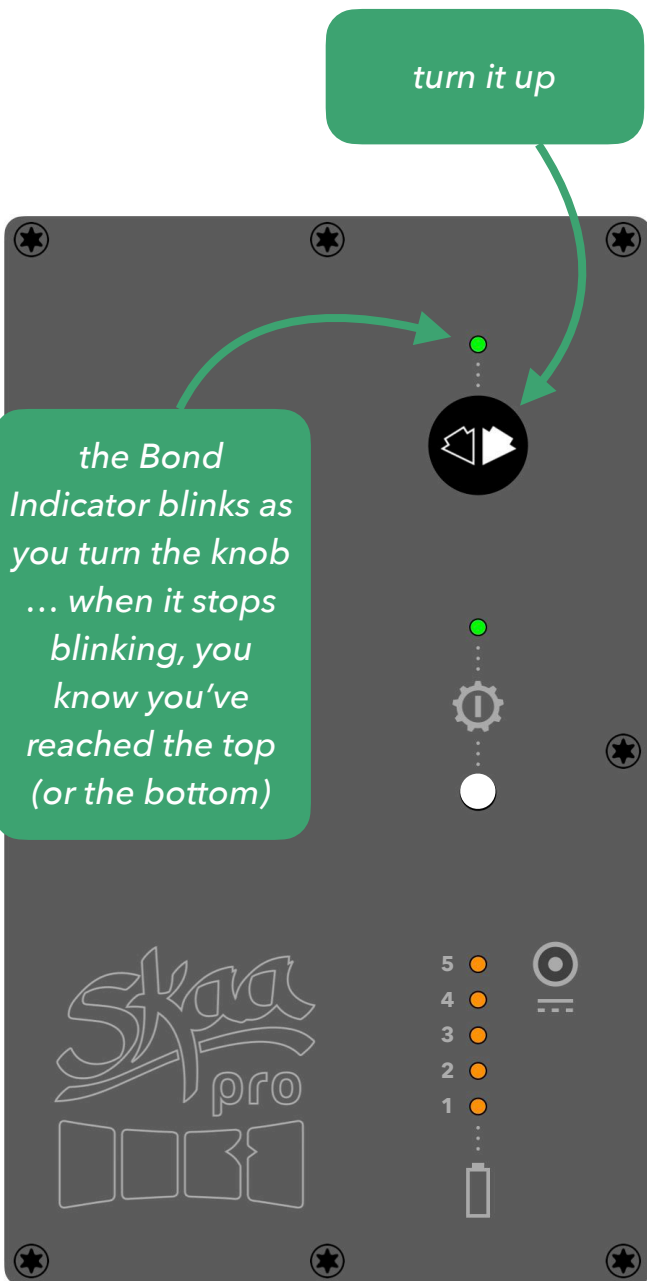 turn it up
the Bond
Indicator blinks as
you turn the knob
… when it stops
blinking, you
know you’ve
reached the top
(or the bottom)
5
4
3
2
1
skaa
pro